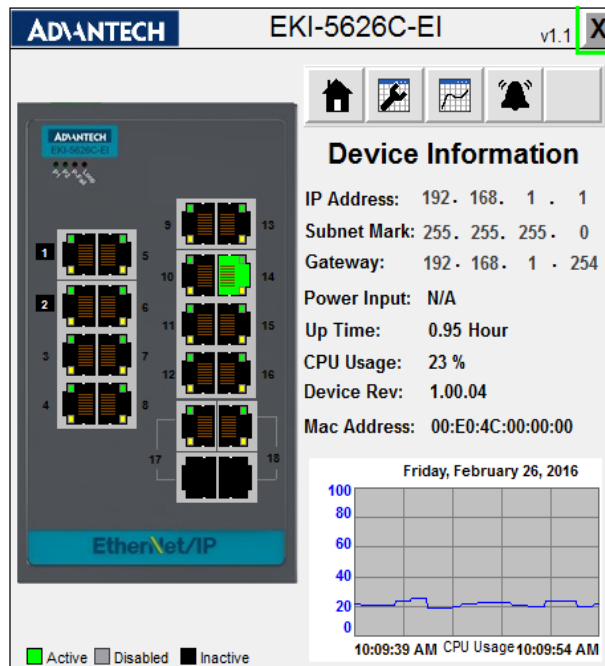 ADVANTECH EKI-5626C-EI v1.1 X
ADVANTECH
EKI-5626C-EI
P1 P2 P-Fail Loop
Device Information
IP Address: 192. 168. 1 . 1
Subnet Mark: 255. 255. 255. 0
Gateway: 192. 168. 1 . 254
Power Input: N/A
Up Time: 0.95 Hour
CPU Usage: 23 %
Device Rev: 1.00.04
Mac Address: 00:E0:4C:00:00:00
9 13
1 5
10 14
2 6
11 15
3 7
12 16
4 8
17 18
EtherNet/IP
Friday, February 26, 2016
100
80
60
40
20
0
10:09:39 AM CPU Usage 10:09:54 AM
Active Disabled Inactive